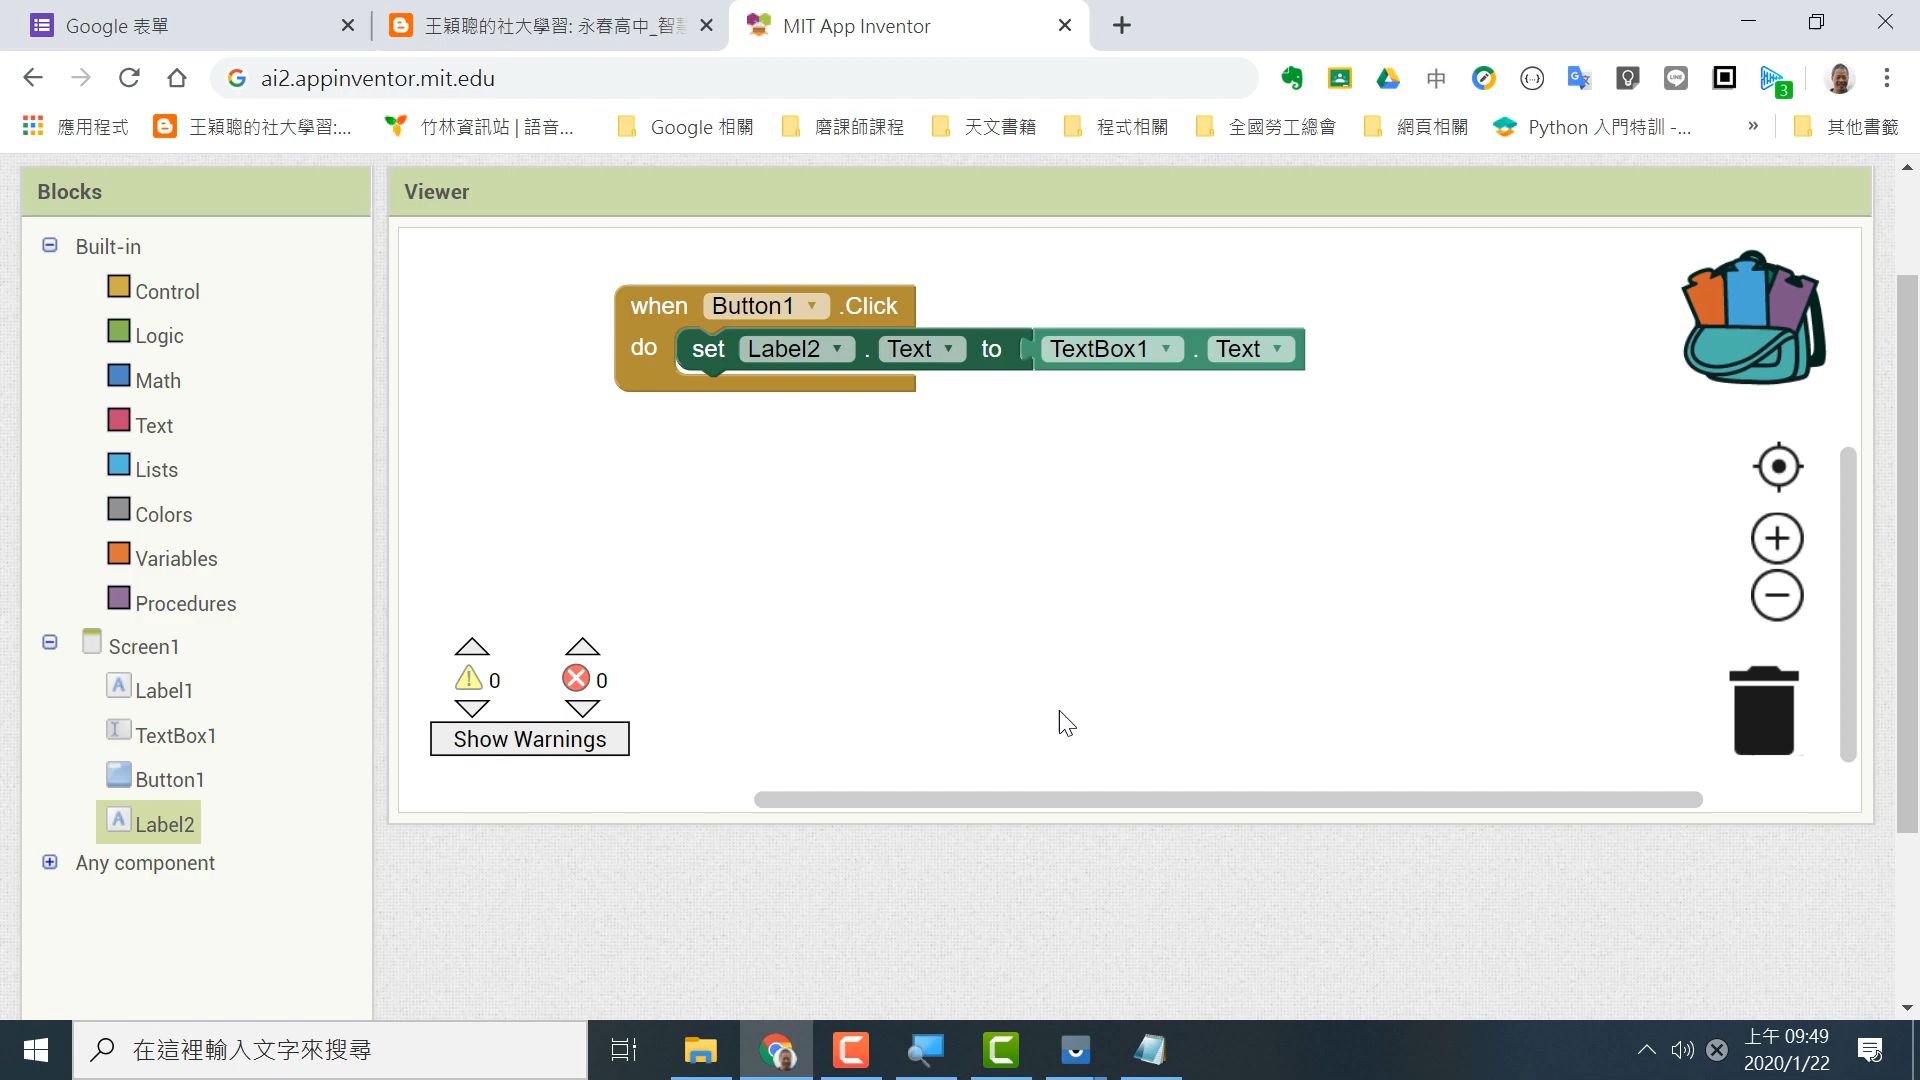 Google 表單
王穎聰的社大學習: 永春高中_智慧
MIT App Inventor
ai2.appinventor.mit.edu
中
3
應用程式
王穎聰的社大學習:...
竹林資訊站 | 語音...
Google 相關
磨課師課程
天文書籍
程式相關
全國勞工總會
網頁相關
Python 入門特訓 -...
»
其他書籤
Blocks
Viewer
Built-in
Control
Logic
Math
Text
Lists
Colors
Variables
Procedures
Screen1
Label1
TextBox1
Button1
Label2
Any component
when Button1 .Click
do set Label2 . Text to TextBox1 . Text
0 0
Show Warnings
在這裡輸入文字來搜尋
上午 09:49
2020/1/22